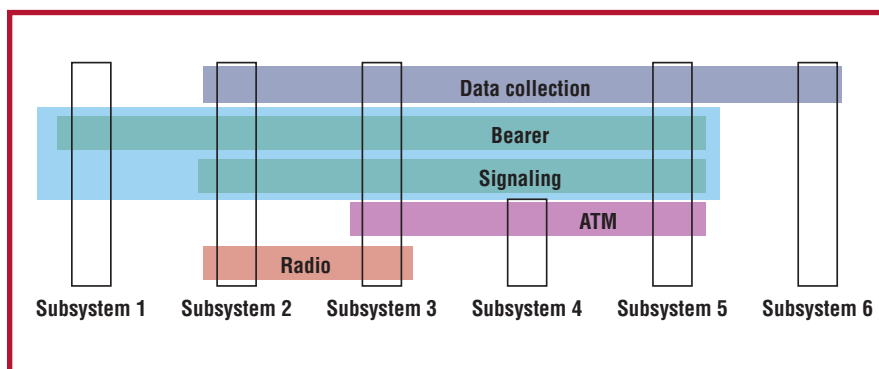 Data collection
Bearer
Signaling
ATM
Radio
Subsystem 1 Subsystem 2 Subsystem 3 Subsystem 4 Subsystem 5 Subsystem 6